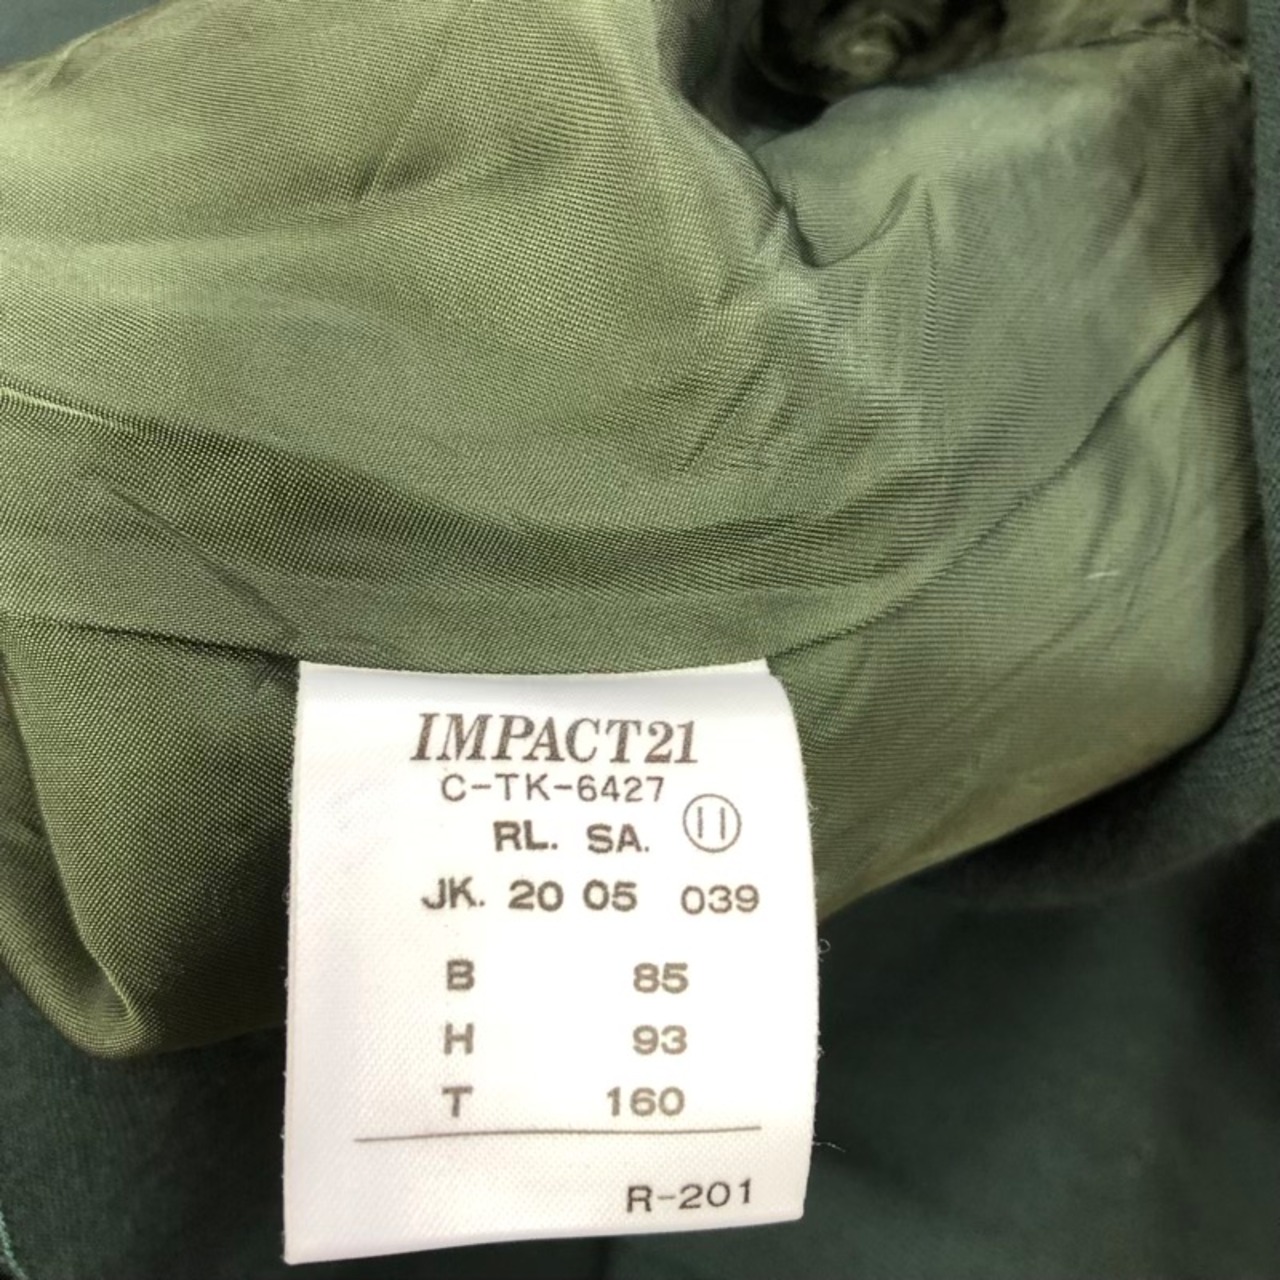 IMPACT21
C-TK-6427
RL. SA. ⑪
JK. 20 05 039
B 85
H 93
T 160
R-201